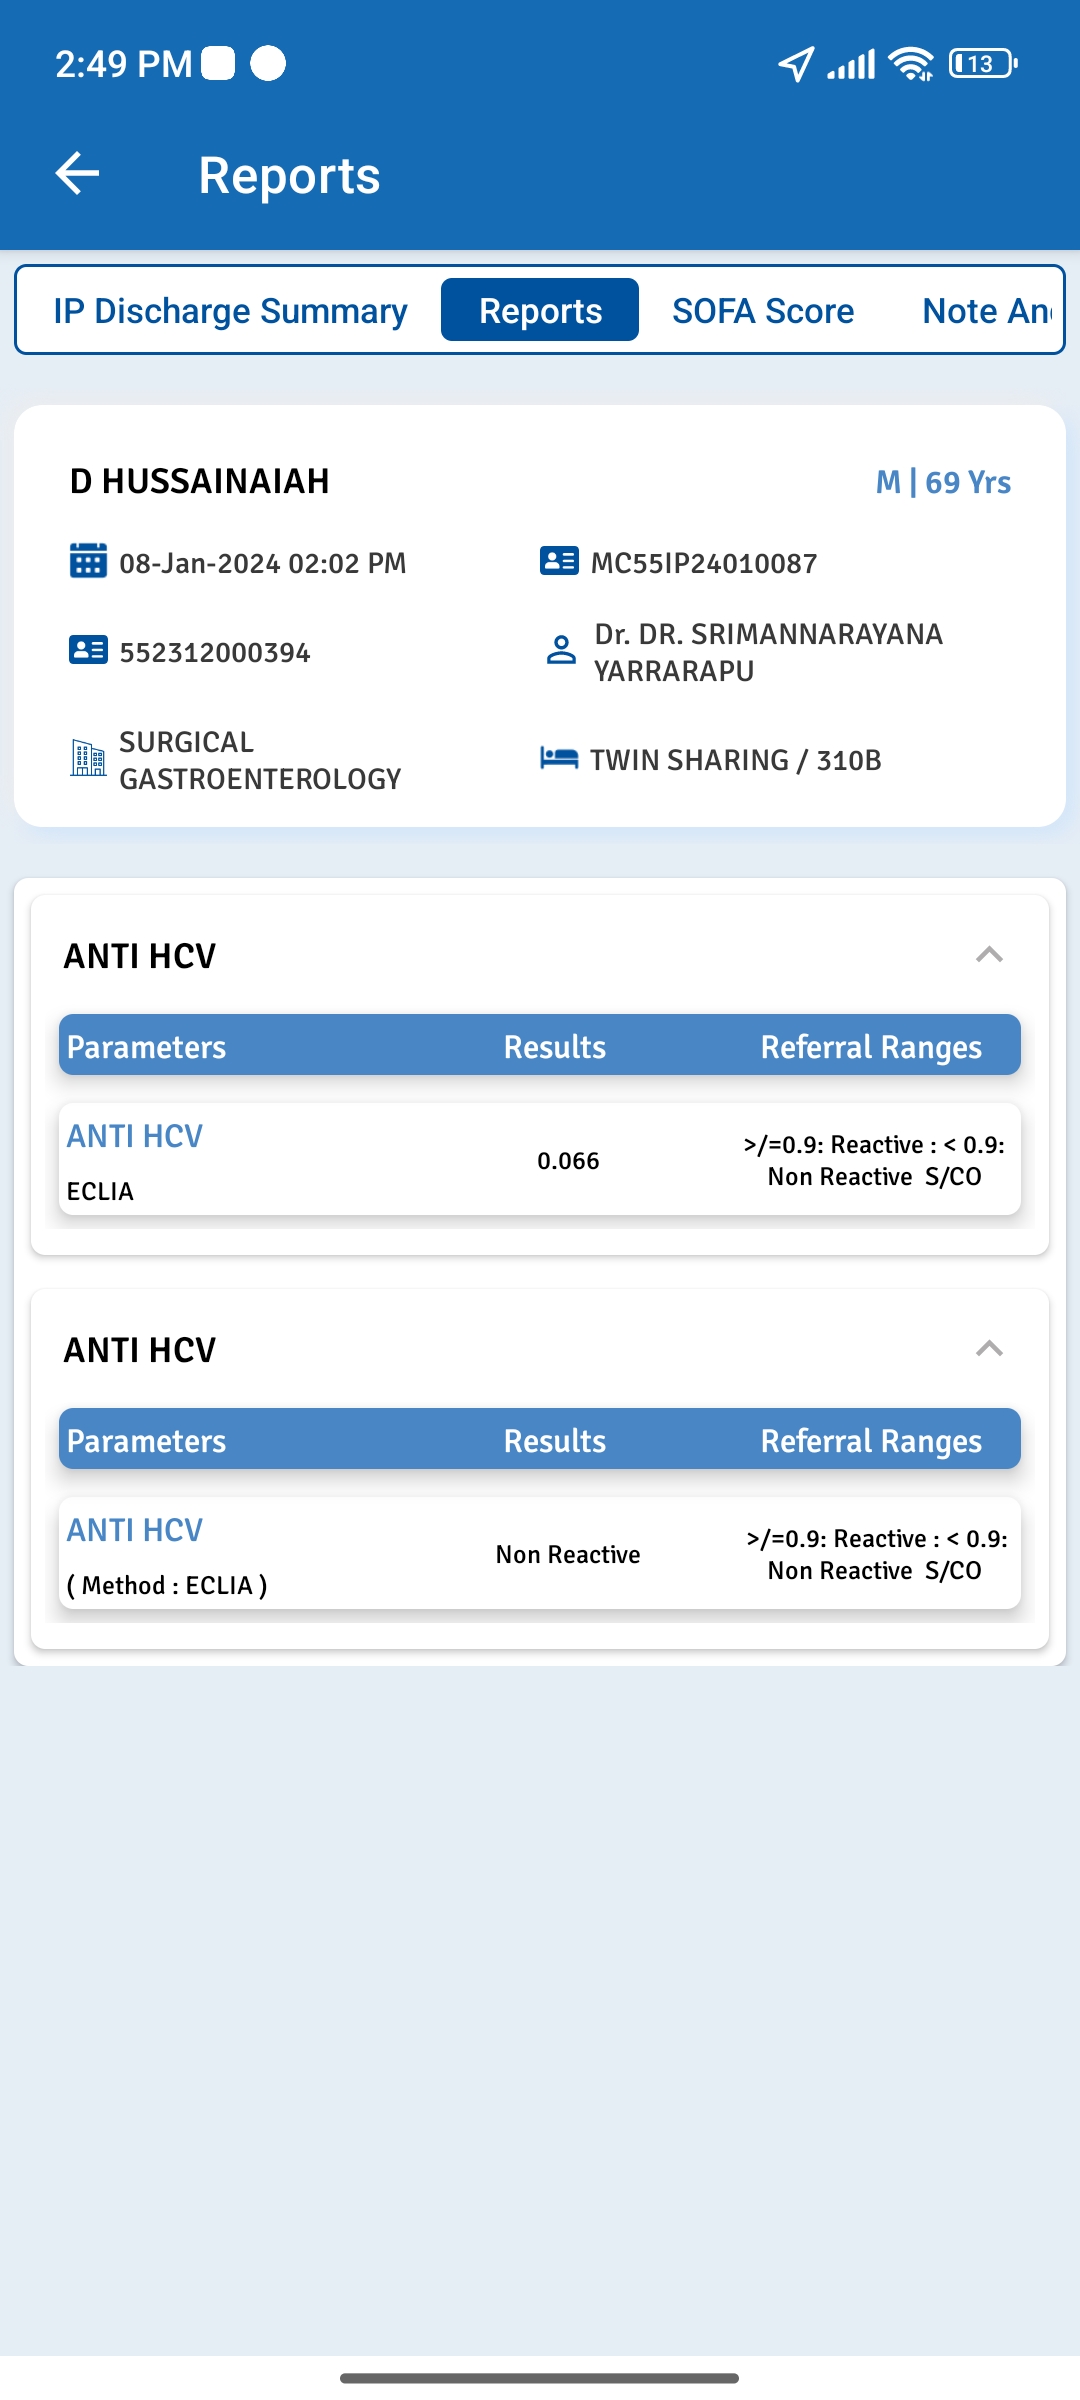 2:49 PM
13
Reports
IP Discharge Summary Reports SOFA Score Note An
D HUSSAINAIAH M | 69 Yrs
08-Jan-2024 02:02 PM MC55IP24010087
552312000394 Dr. DR. SRIMANNARAYANA
YARRARAPU
SURGICAL
GASTROENTEROLOGY
TWIN SHARING / 310B
ANTI HCV
Parameters Results Referral Ranges
ANTI HCV
ECLIA
0.066
>/=0.9: Reactive : < 0.9:
Non Reactive S/CO
ANTI HCV
Parameters Results Referral Ranges
ANTI HCV
( Method : ECLIA )
Non Reactive
>/=0.9: Reactive : < 0.9:
Non Reactive S/CO